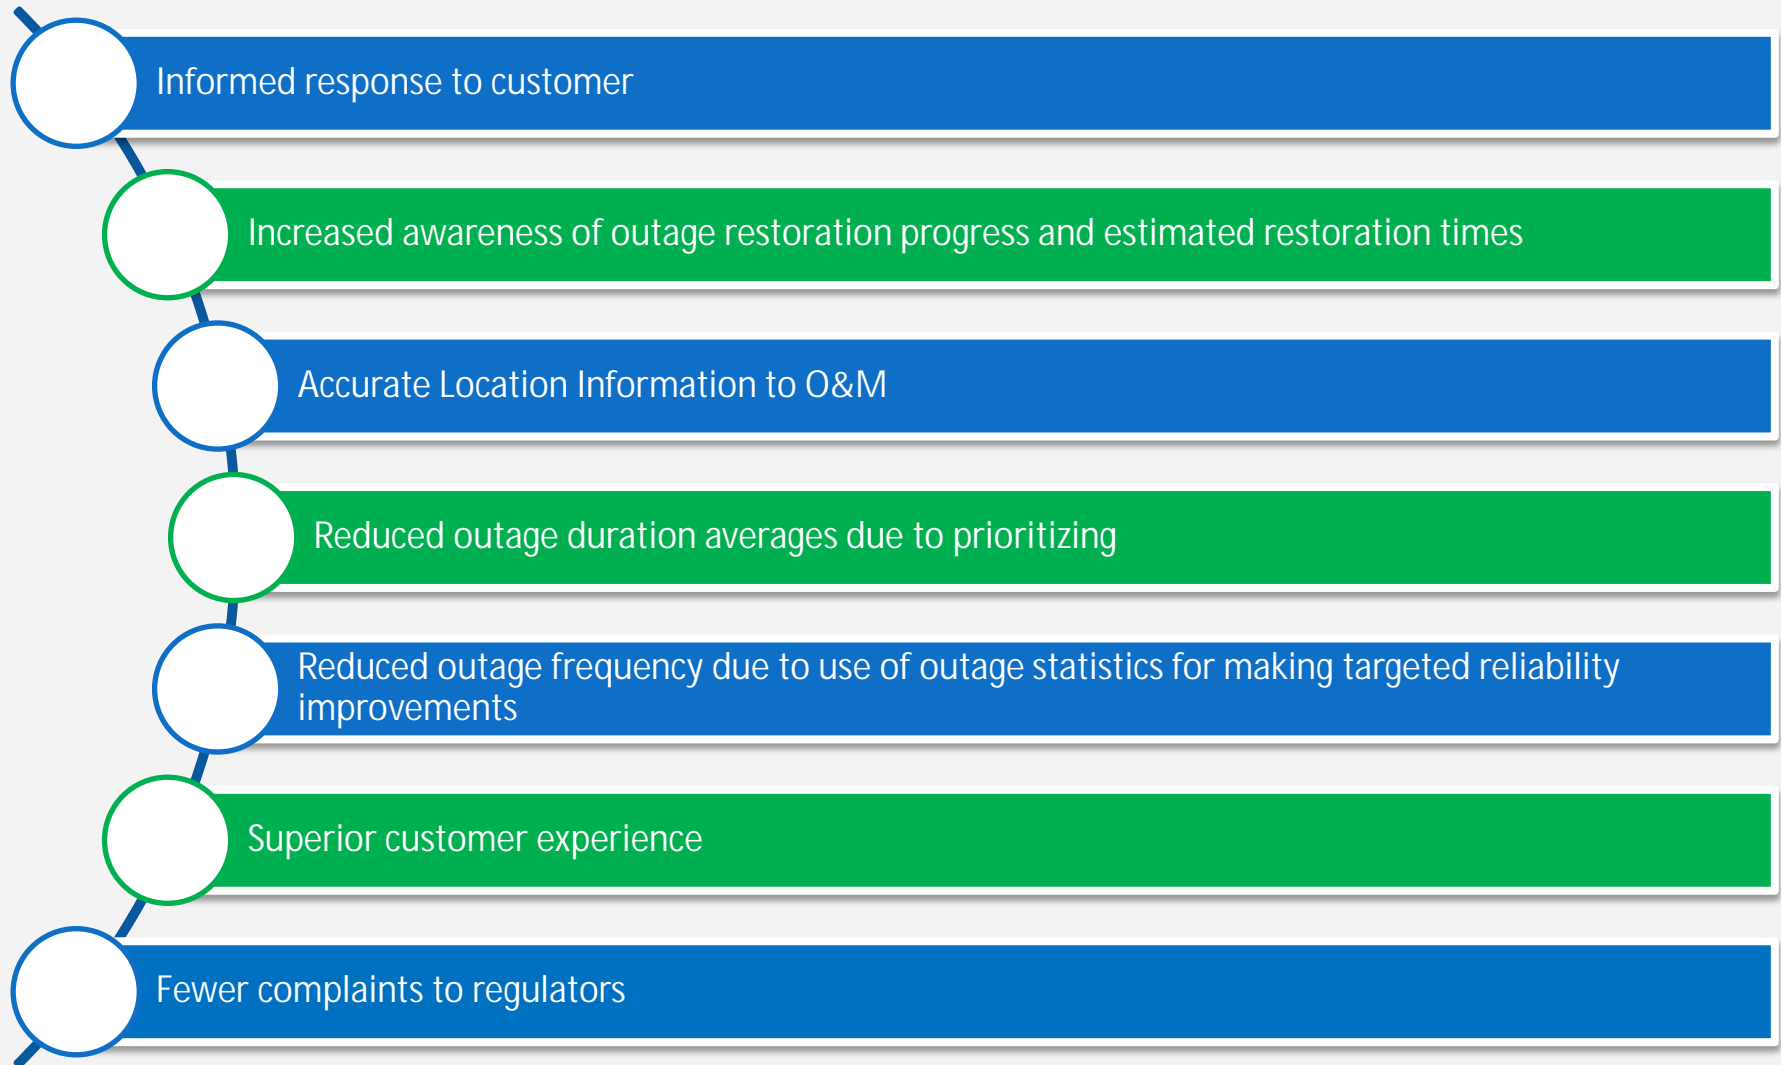 Informed response to customer
Increased awareness of outage restoration progress and estimated restoration times
Accurate Location Information to O&M
Reduced outage duration averages due to prioritizing
Reduced outage frequency due to use of outage statistics for making targeted reliability
improvements
Superior customer experience
Fewer complaints to regulators